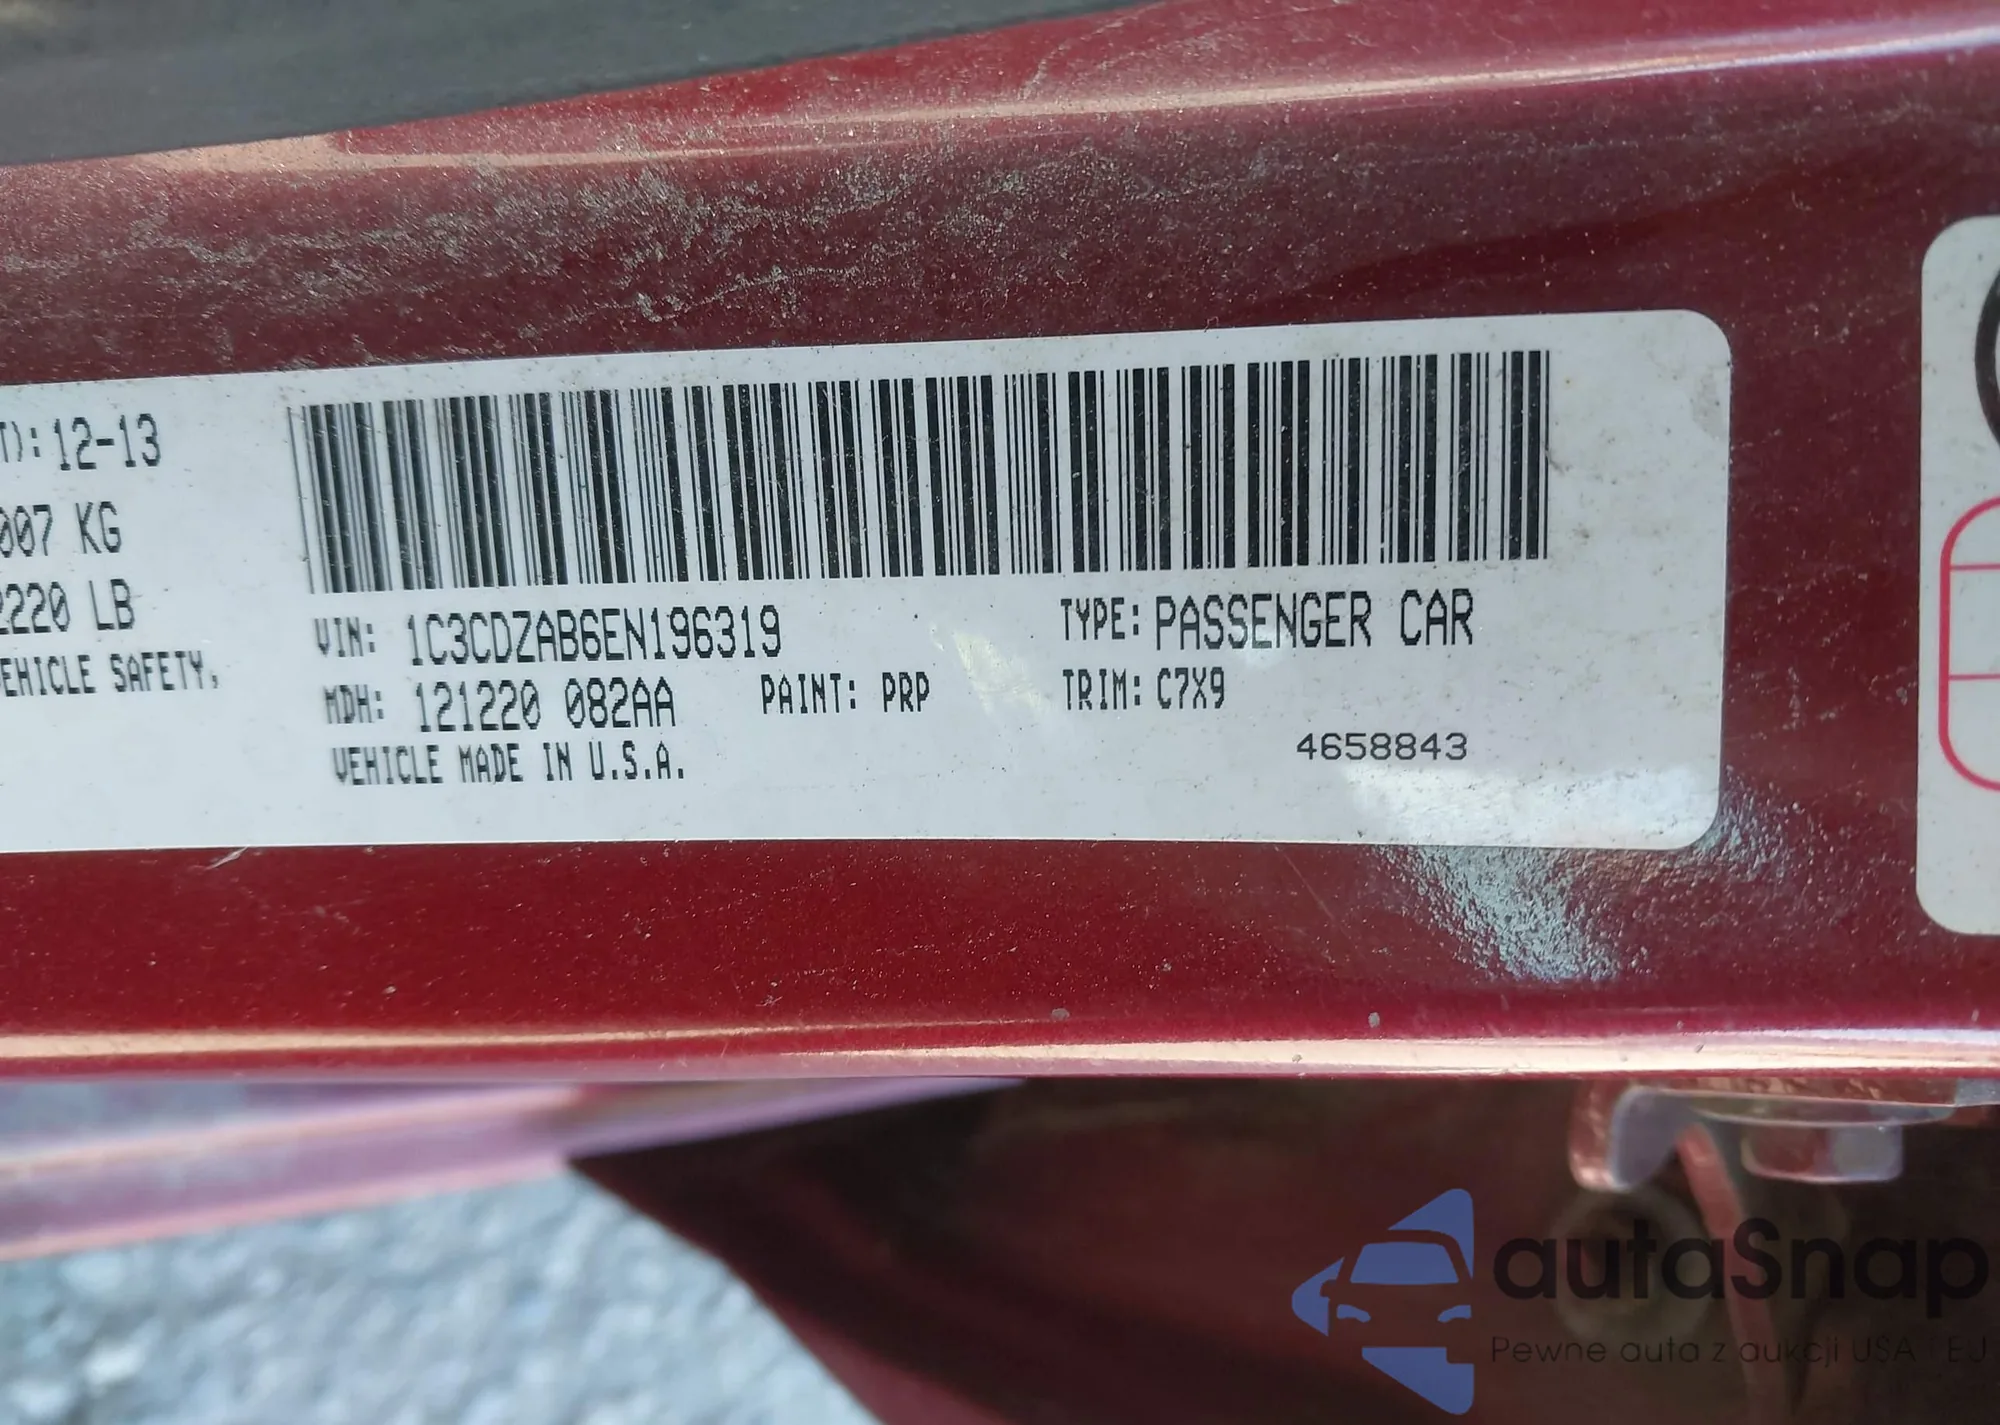 T): 12-13
007 KG
2220 LB
EHICLE SAFETY,
VIN: 1C3CDZAB6EN196319
TYPE: PASSENGER CAR
MDH: 121220 082AA
PAINT: PRP
TRIM: C7X9
VEHICLE MADE IN U.S.A.
4658843
autaSnap
Pewne auta z aukcji USA I EJ